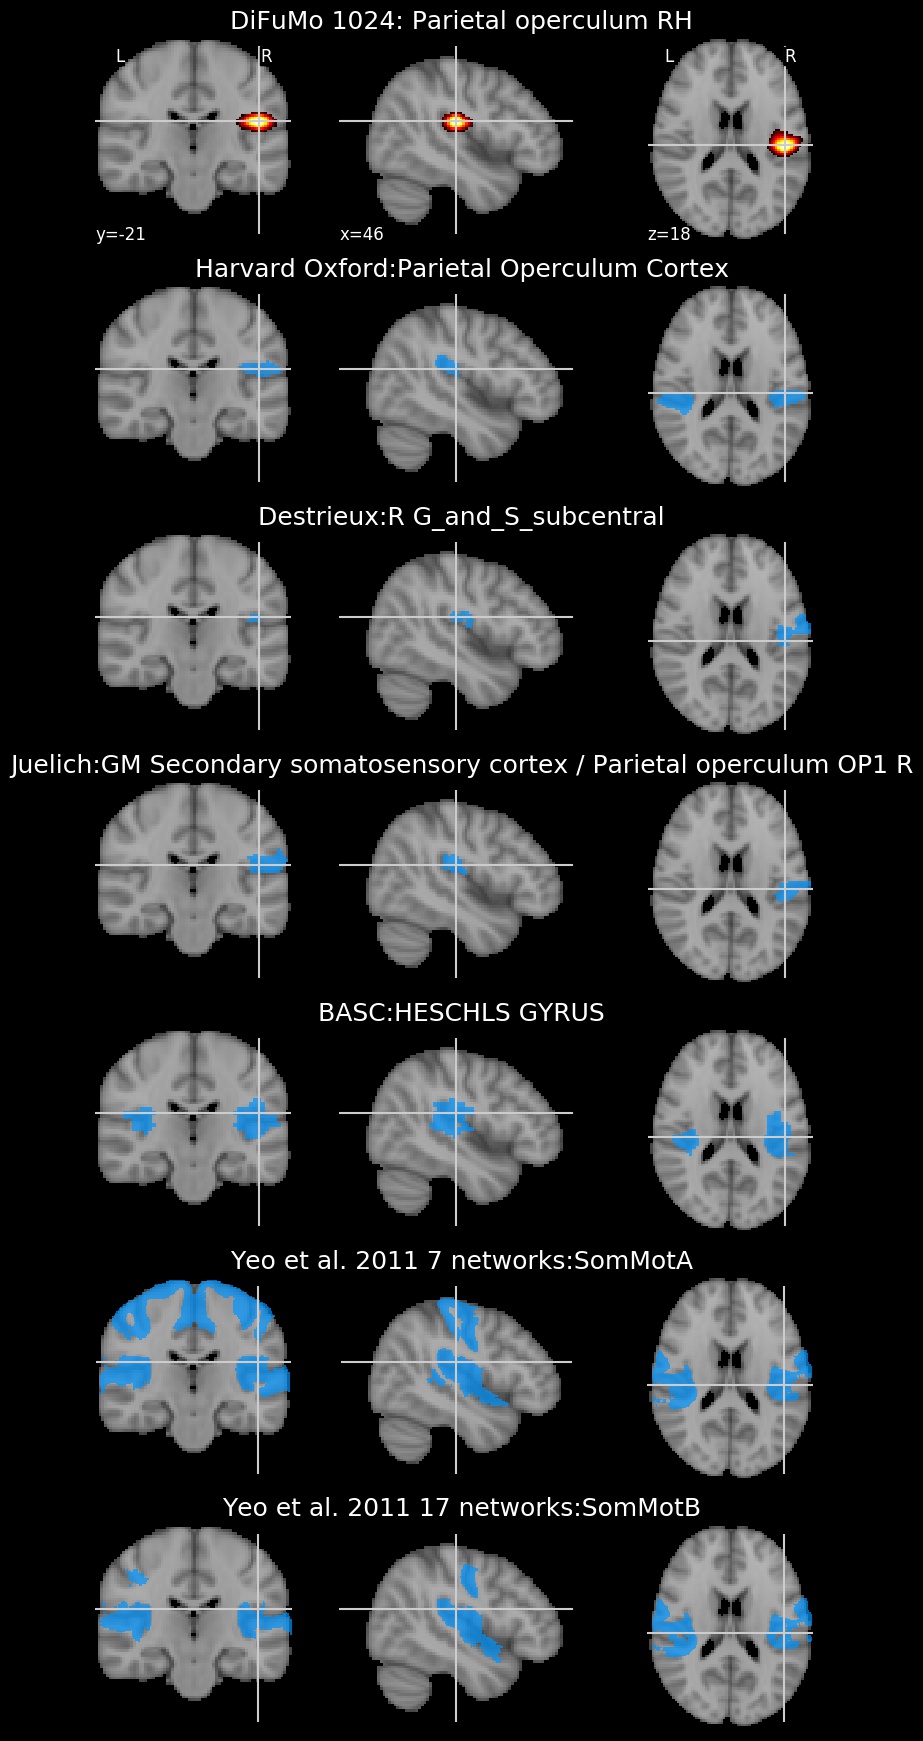 DiFuMo 1024: Parietal operculum RH
L R L R
y=-21 x=46 z=18
Harvard Oxford:Parietal Operculum Cortex
Destrieux:R G_and_S_subcentral
Juelich:GM Secondary somatosensory cortex / Parietal operculum OP1 R
BASC:HESCHLS GYRUS
Yeo et al. 2011 7 networks:SomMotA
Yeo et al. 2011 17 networks:SomMotB